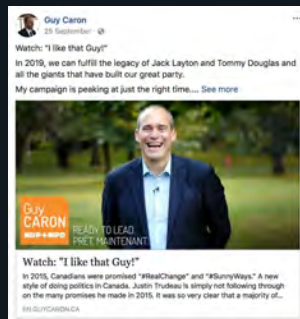 Guy Caron
25 September ·
Watch: "I like that Guy!"
In 2019, we can fulfill the legacy of Jack Layton and Tommy Douglas and
all the giants that have built our great party.
My campaign is peaking at just the right time.... See more
Guy
CARON
NDP NPD
READY TO LEAD.
PRÊT, MAINTENANT.
Watch: "I like that Guy!"
In 2015, Canadians were promised "#RealChange" and "#SunnyWays." A new
style of doing politics in Canada. Justin Trudeau is simply not following through
on the many promises he made in 2015. It was so very clear that a majority of...
EN.GUYCARON.CA